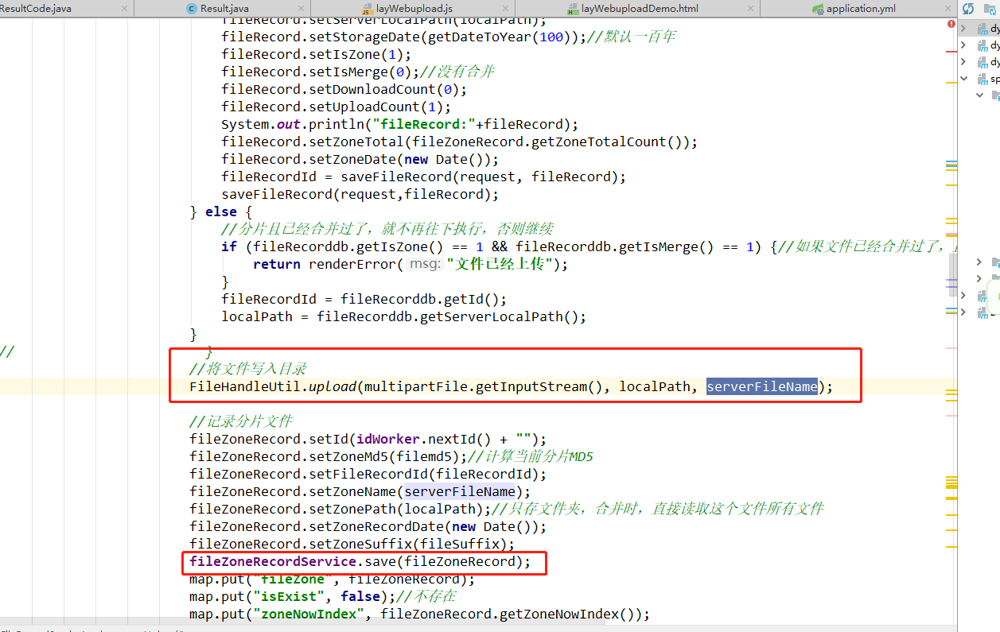 ResultCode.java
Result.java
layWebupload.js
layWebuploadDemo.html
application.yml
fileRecord.setServerLocalPath(localPath);
fileRecord.setStorageDate(getDateToYear(100));//默认一百年
fileRecord.setIsZone(1);
fileRecord.setIsMerge(0);//没有合并
fileRecord.setDownloadCount(0);
fileRecord.setUploadCount(1);
System.out.println("fileRecord:"+fileRecord);
fileRecord.setZoneTotal(fileZoneRecord.getZoneTotalCount());
fileRecord.setZoneDate(new Date());
fileRecordId = saveFileRecord(request, fileRecord);
saveFileRecord(request,fileRecord);
} else {
//分片且已经合并过了，就不再往下执行，否则继续
if (fileRecorddb.getIsZone() == 1 && fileRecorddb.getIsMerge() == 1) {//如果文件已经合并过了，
return renderError( msg: "文件已经上传");
}
fileRecordId = fileRecorddb.getId();
localPath = fileRecorddb.getServerLocalPath();
}
// }
//将文件写入目录
FileHandleUtil.upload(multipartFile.getInputStream(), localPath, serverFileName);
//记录分片文件
fileZoneRecord.setId(idWorker.nextId() + "");
fileZoneRecord.setZoneMd5(filemd5);//计算当前分片MD5
fileZoneRecord.setFileRecordId(fileRecordId);
fileZoneRecord.setZoneName(serverFileName);
fileZoneRecord.setZonePath(localPath);//只存文件夹，合并时，直接读取这个文件所有文件
fileZoneRecord.setZoneRecordDate(new Date());
fileZoneRecord.setZoneSuffix(fileSuffix);
fileZoneRecordService.save(fileZoneRecord);
map.put("fileZone", fileZoneRecord);
map.put("isExist", false);//不存在
map.put("zoneNowIndex", fileZoneRecord.getZoneNowIndex());
dy
dy
dy
sp